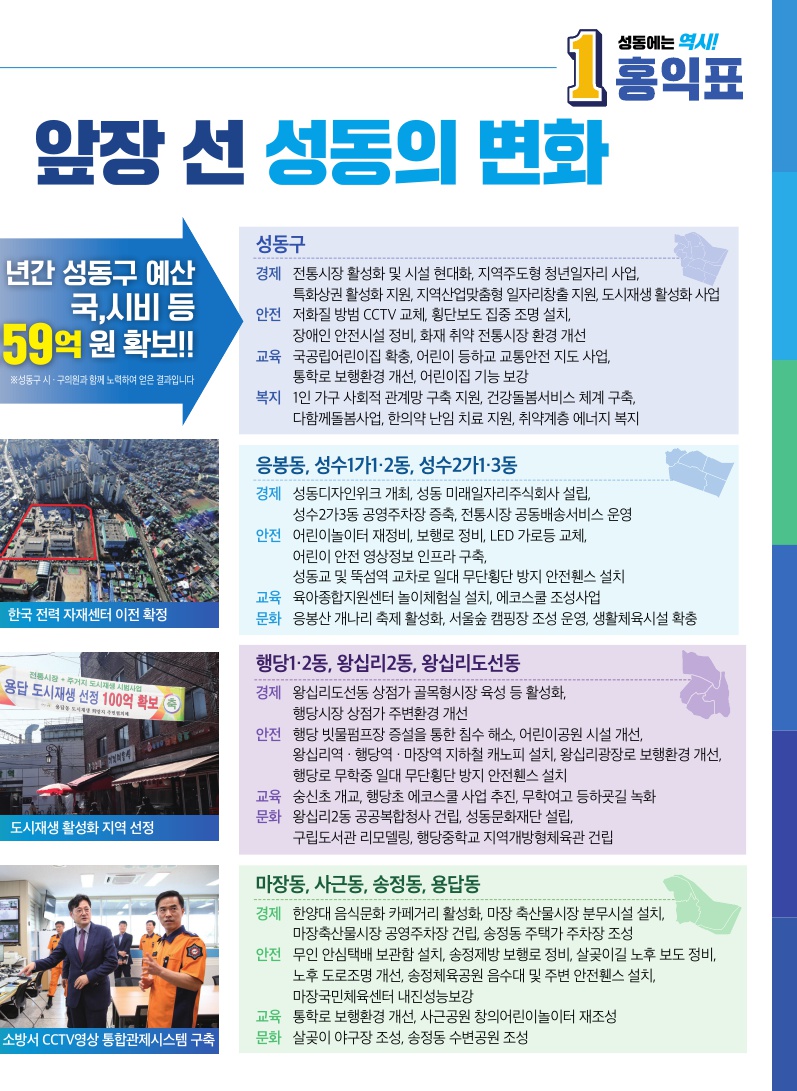 1
성동에는 역시!
홍익표
앞장 선 성동의 변화
년간 성동구 예산
국,시비 등
59억 원 확보!!
※성동구 시·구의원과 함께 노력하여 얻은 결과입니다
성동구
경제 전통시장 활성화 및 시설 현대화, 지역주도형 청년일자리 사업,
특화상권 활성화 지원, 지역산업맞춤형 일자리창출 지원, 도시재생 활성화 사업
안전 저화질 방범 CCTV 교체, 횡단보도 집중 조명 설치,
장애인 안전시설 정비, 화재 취약 전통시장 환경 개선
교육 국공립어린이집 확충, 어린이 등하교 교통안전 지도 사업,
통학로 보행환경 개선, 어린이집 기능 보강
복지 1인 가구 사회적 관계망 구축 지원, 건강돌봄서비스 체계 구축,
다함께돌봄사업, 한의약 난임 치료 지원, 취약계층 에너지 복지
한국 전력 자재센터 이전 확정
응봉동, 성수1가1·2동, 성수2가1·3동
경제 성동디자인위크 개최, 성동 미래일자리주식회사 설립,
성수2가3동 공영주차장 증축, 전통시장 공동배송서비스 운영
안전 어린이놀이터 재정비, 보행로 정비, LED 가로등 교체,
어린이 안전 영상정보 인프라 구축,
성동교 및 뚝섬역 교차로 일대 무단횡단 방지 안전휀스 설치
교육 육아종합지원센터 놀이체험실 설치, 에코스쿨 조성사업
문화 응봉산 개나리 축제 활성화, 서울숲 캠핑장 조성 운영, 생활체육시설 확충
전통시장 + 주거지 도시재생 시범사업
용답 도시재생 선정 100억 확보
축
도시재생 활성화 지역 선정
행당1·2동, 왕십리2동, 왕십리도선동
경제 왕십리도선동 상점가 골목형시장 육성 등 활성화,
행당시장 상점가 주변환경 개선
안전 행당 빗물펌프장 증설을 통한 침수 해소, 어린이공원 시설 개선,
왕십리역·행당역·마장역 지하철 캐노피 설치, 왕십리광장로 보행환경 개선,
행당로 무학중 일대 무단횡단 방지 안전휀스 설치
교육 숭신초 개교, 행당초 에코스쿨 사업 추진, 무학여고 등하굣길 녹화
문화 왕십리2동 공공복합청사 건립, 성동문화재단 설립,
구립도서관 리모델링, 행당중학교 지역개방형체육관 건립
소방서 CCTV영상 통합관제시스템 구축
마장동, 사근동, 송정동, 용답동
경제 한양대 음식문화 카페거리 활성화, 마장 축산물시장 분무시설 설치,
마장축산물시장 공영주차장 건립, 송정동 주택가 주차장 조성
안전 무인 안심택배 보관함 설치, 송정제방 보행로 정비, 살곶이길 노후 보도 정비,
노후 도로조명 개선, 송정체육공원 음수대 및 주변 안전휀스 설치,
마장국민체육센터 내진성능보강
교육 통학로 보행환경 개선, 사근공원 창의어린이놀이터 재조성
문화 살곶이 야구장 조성, 송정동 수변공원 조성